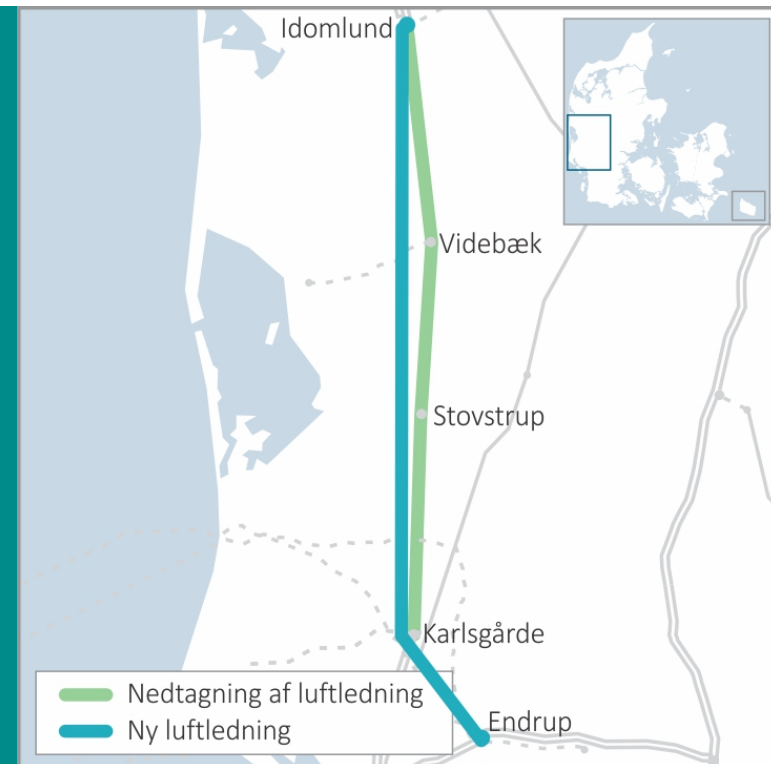 Idomlund
Videbæk
Stovstrup
Karlsgårde
Endrup
Nedtagning af luftledning
Ny luftledning